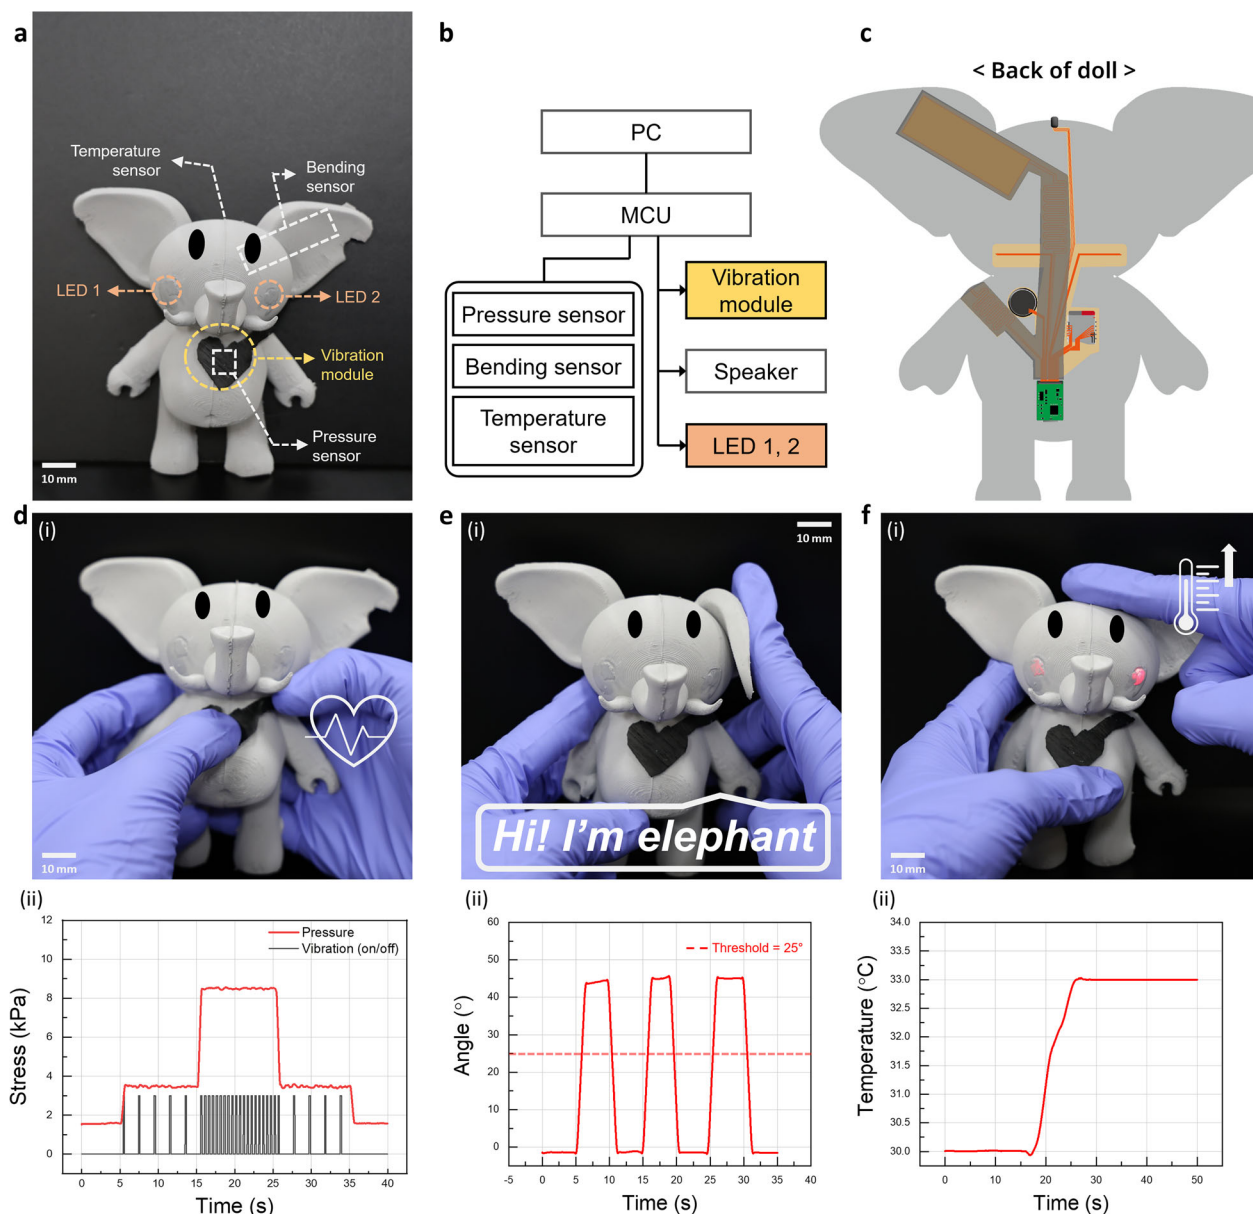 a
Temperature
sensor
Bending
sensor
LED 1
LED 2
Vibration
module
Pressure
sensor
10 mm
b
PC
MCU
Pressure sensor
Bending sensor
Temperature
sensor
Vibration
module
Speaker
LED 1, 2
c
< Back of doll >
d
(i)
10 mm
(ii)
Stress (kPa)
12
10
8
6
4
2
0
Pressure
Vibration (on/off)
0 5 10 15 20 25 30 35 40
Time (s)
e
(i)
10 mm
Hi! I'm elephant
(ii)
Angle (°)
60
50
40
30
20
10
0
Threshold = 25°
-5 0 5 10 15 20 25 30 35 40
Time (s)
f
(i)
10 mm
(ii)
Temperature (°C)
34.0
33.5
33.0
32.5
32.0
31.5
31.0
30.5
30.0
0 10 20 30 40 50
Time (s)